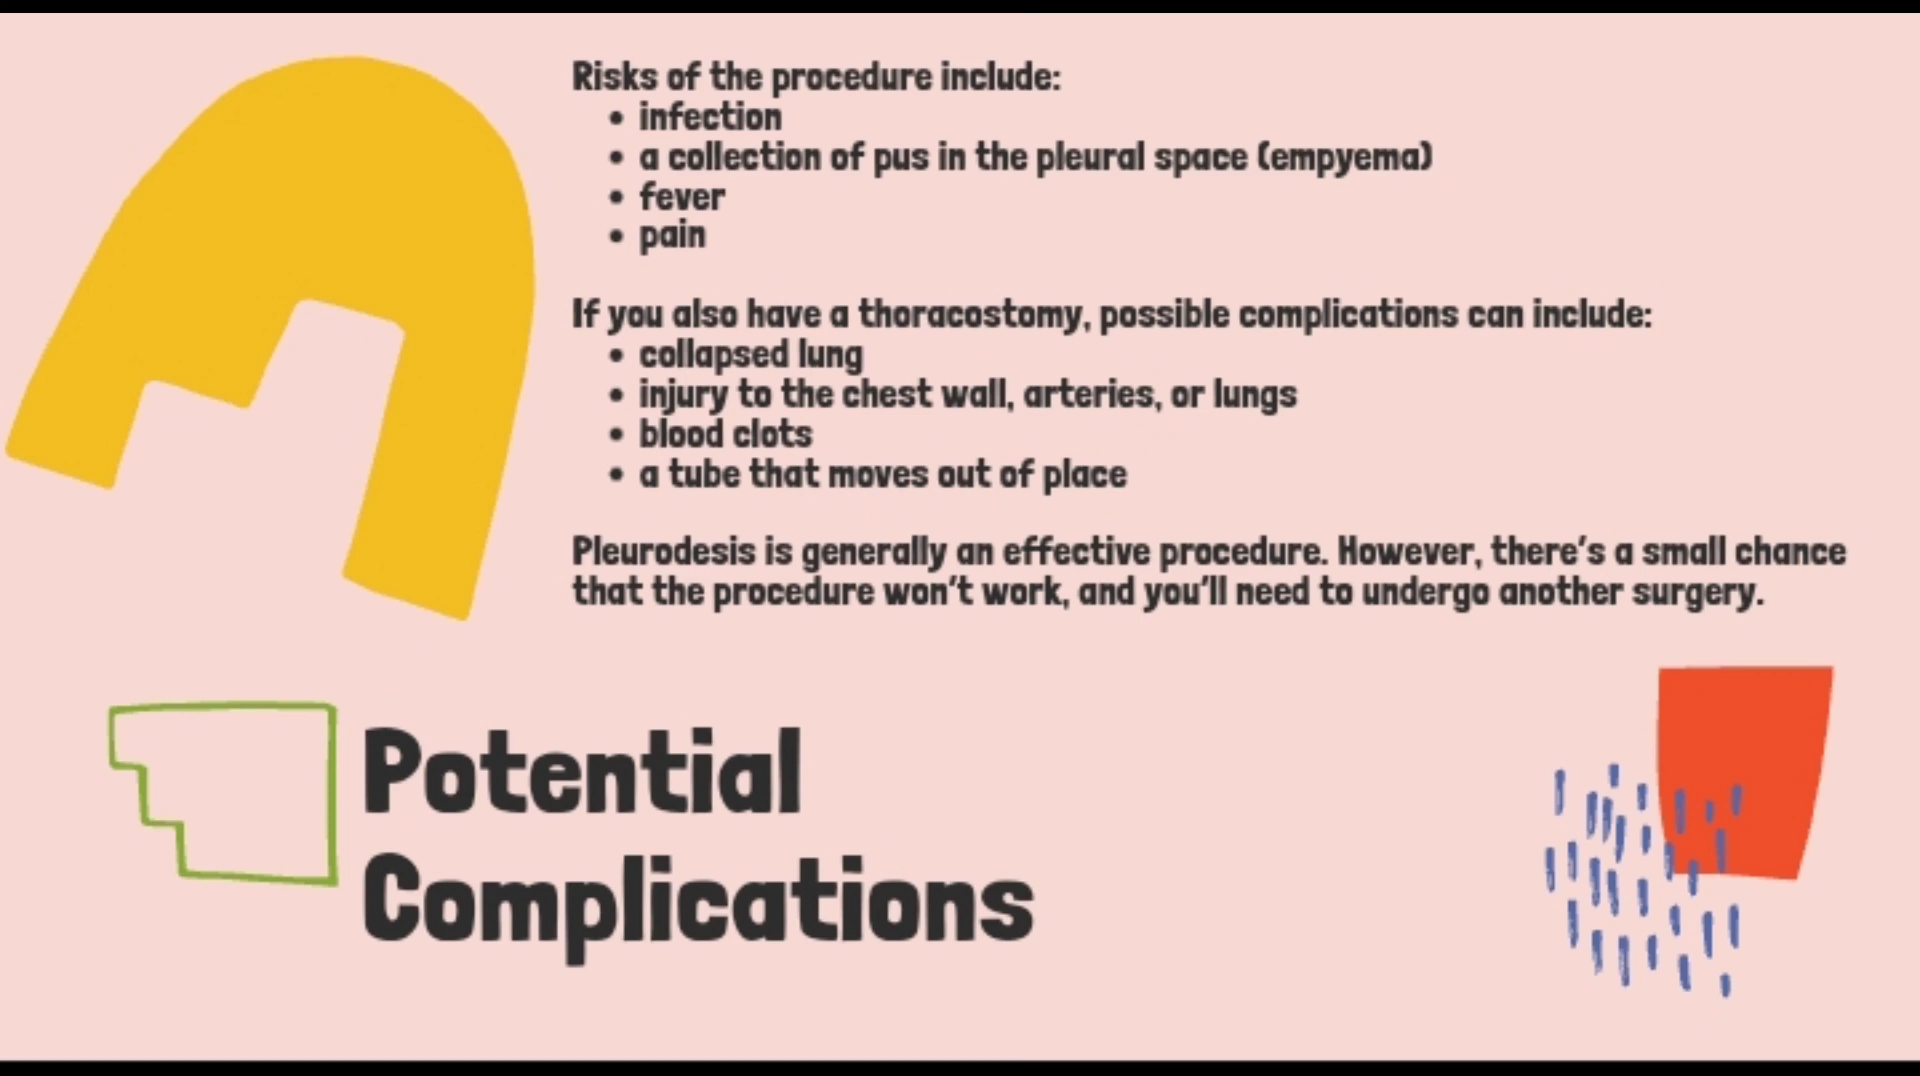 Risks of the procedure include:
• infection
• a collection of pus in the pleural space (empyema)
• fever
• pain
If you also have a thoracostomy, possible complications can include:
• collapsed lung
• injury to the chest wall, arteries, or lungs
• blood clots
• a tube that moves out of place
Pleurodesis is generally an effective procedure. However, there's a small chance
that the procedure won't work, and you'll need to undergo another surgery.
Potential
Complications